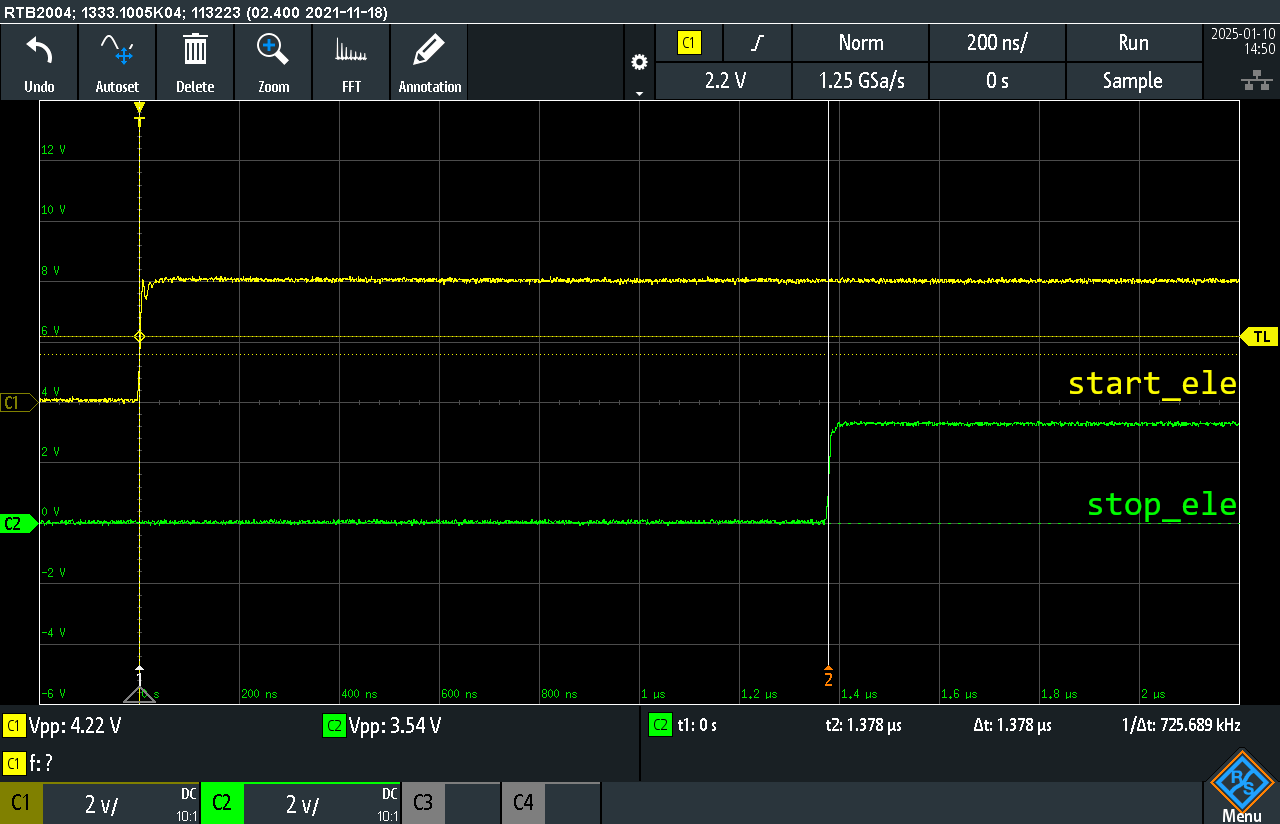 RTB2004; 1333.1005K04; 113223 (02.400 2021-11-18)
Undo
Autoset
Delete
Zoom
FFT
Annotation
C1
Norm
200 ns/
Run
2.2 V
1.25 GSa/s
0 s
Sample
2025-01-10
14:50
T
12 V
10 V
8 V
6 V
TL
4 V
start_ele
C1
2 V
0 V
stop_ele
C2
-2 V
-4 V
1
2
-6 V
0 s
200 ns
400 ns
600 ns
800 ns
1 µs
1.2 µs
1.4 µs
1.6 µs
1.8 µs
2 µs
C1 Vpp: 4.22 V
C2 Vpp: 3.54 V
C2 t1: 0 s
t2: 1.378 µs
Δt: 1.378 µs
1/Δt: 725.689 kHz
C1 f: ?
C1
2 V/
DC
10:1
C2
2 V/
DC
10:1
C3
C4
R S
Menu